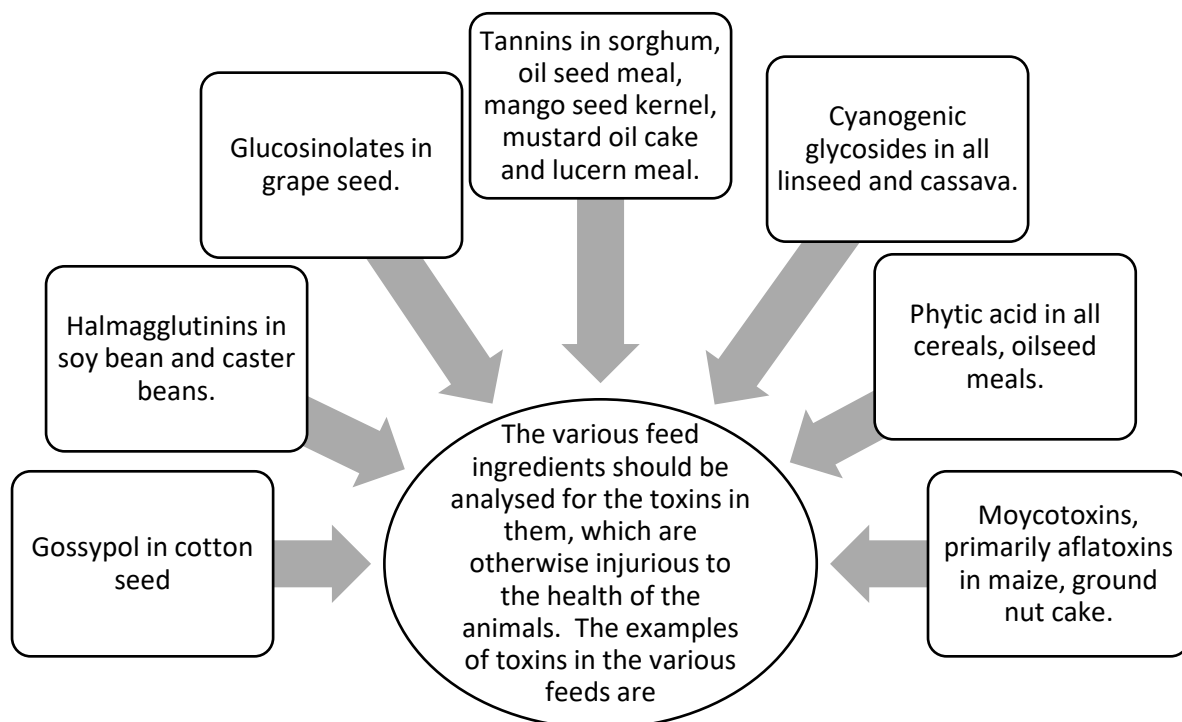 Tannins in sorghum,
oil seed meal,
mango seed kernel,
mustard oil cake
and lucern meal.
Cyanogenic
glycosides in all
linseed and cassava.
Glucosinolates in
grape seed.
Phytic acid in all
cereals, oilseed
meals.
Halmagglutinins in
soy bean and caster
beans.
The various feed
ingredients should be
analysed for the toxins in
them, which are
otherwise injurious to
the health of the
animals. The examples
of toxins in the various
feeds are
Gossypol in cotton
seed
Moycotoxins,
primarily aflatoxins
in maize, ground
nut cake.